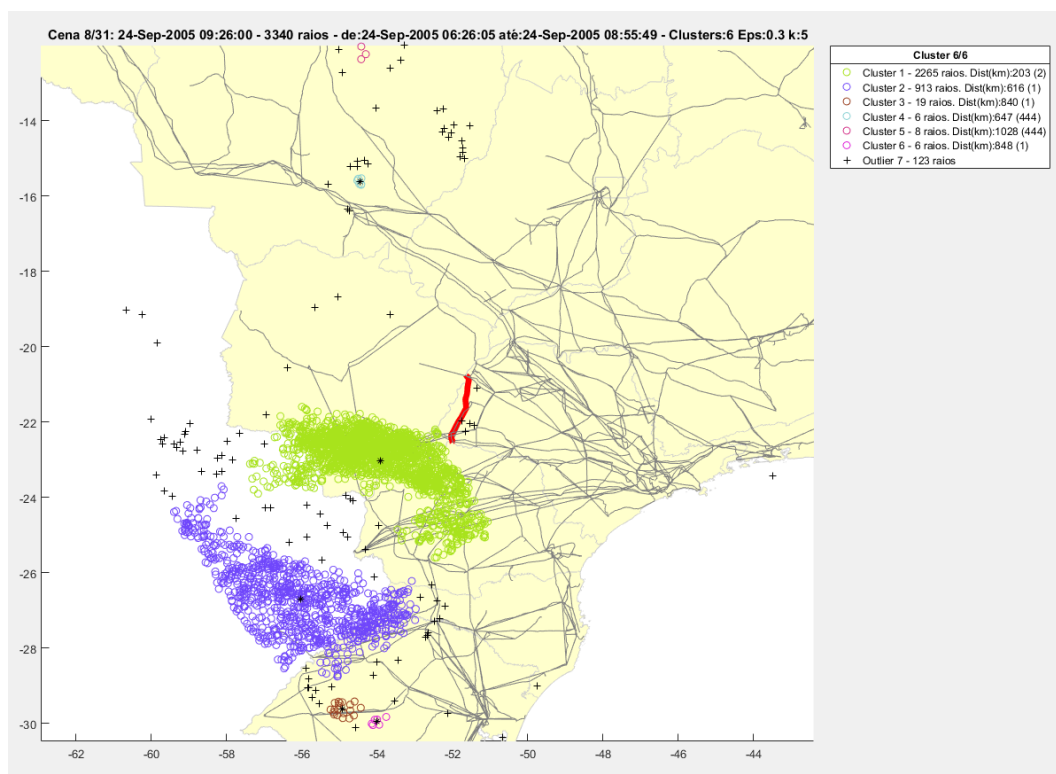 Cena 8/31: 24-Sep-2005 09:26:00 - 3340 raios - de:24-Sep-2005 06:26:05 até:24-Sep-2005 08:55:49 - Clusters:6 Eps:0.3 k:5
Cluster 6/6
Cluster 1 - 2265 raios. Dist(km):203 (2)
Cluster 2 - 913 raios. Dist(km):616 (1)
Cluster 3 - 19 raios. Dist(km):840 (1)
Cluster 4 - 6 raios. Dist(km):647 (444)
Cluster 5 - 8 raios. Dist(km):1028 (444)
Cluster 6 - 6 raios. Dist(km):848 (1)
Outlier 7 - 123 raios
-14
-16
-18
-20
-22
-24
-26
-28
-30
-62 -60 -58 -56 -54 -52 -50 -48 -46 -44